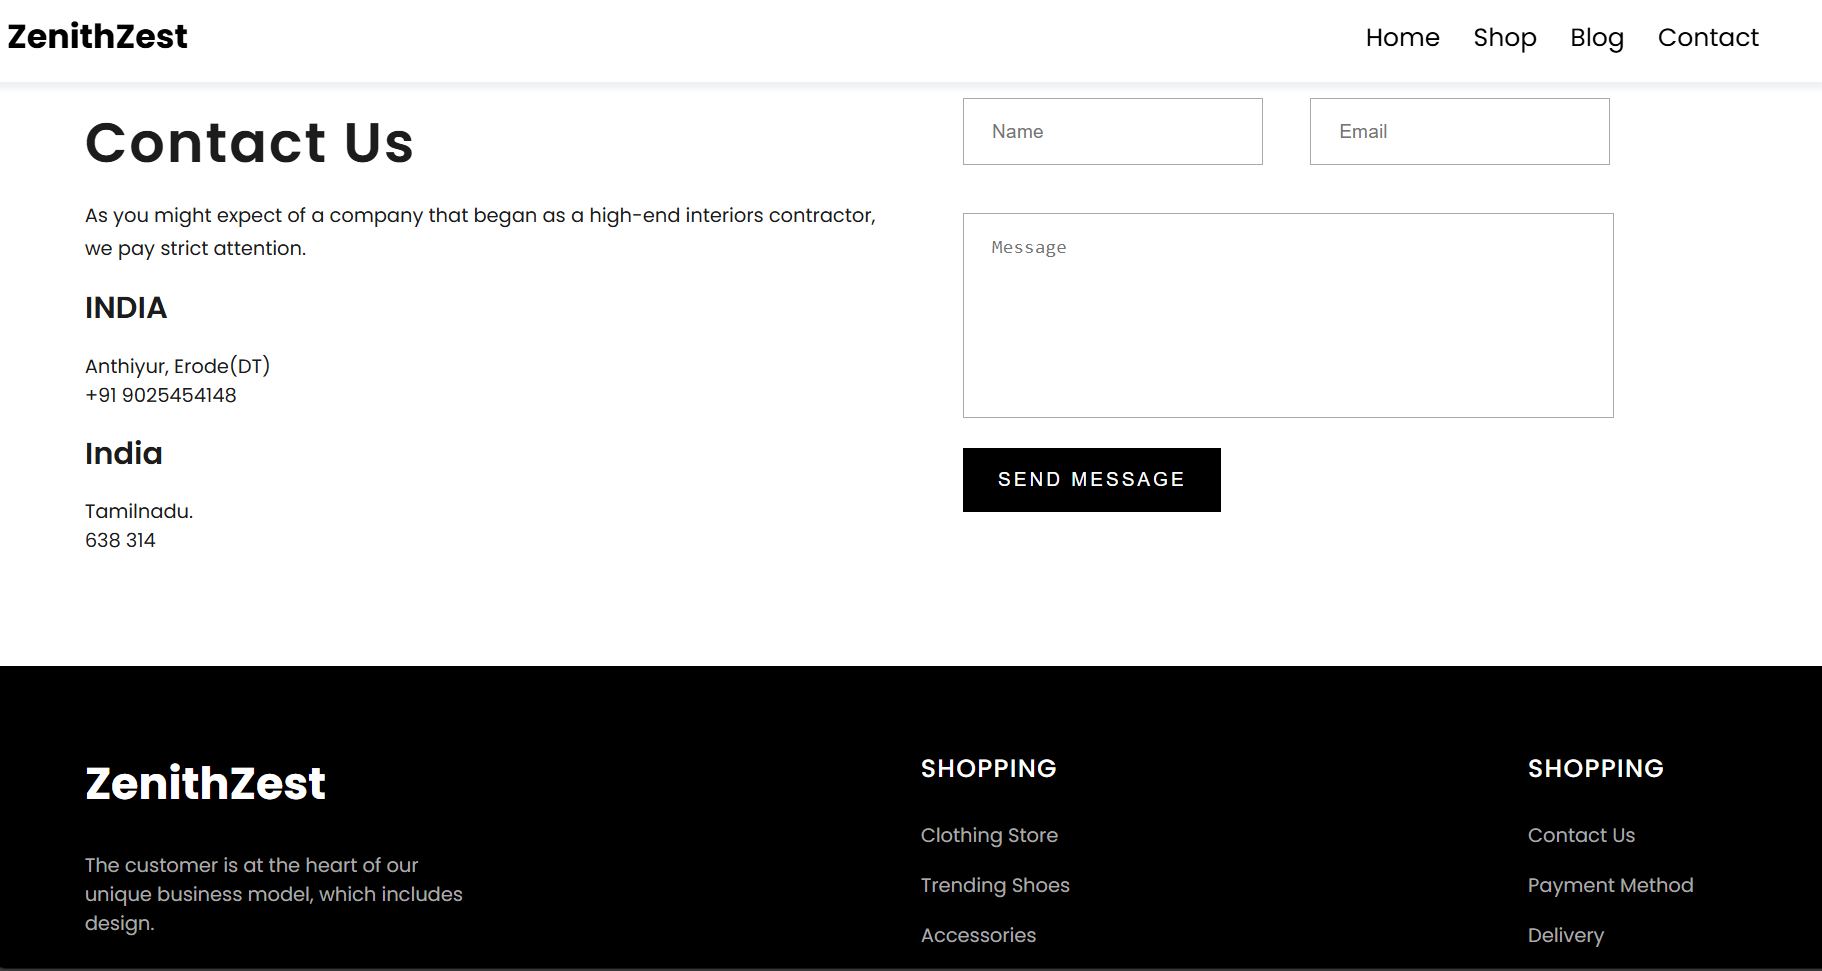 ZenithZest
Home Shop Blog Contact
Contact Us
As you might expect of a company that began as a high-end interiors contractor,
we pay strict attention.
INDIA
Anthiyur, Erode(DT)
+91 9025454148
India
Tamilnadu.
638 314
Name Email
Message
SEND MESSAGE
ZenithZest
The customer is at the heart of our
unique business model, which includes
design.
SHOPPING
Clothing Store
Trending Shoes
Accessories
SHOPPING
Contact Us
Payment Method
Delivery